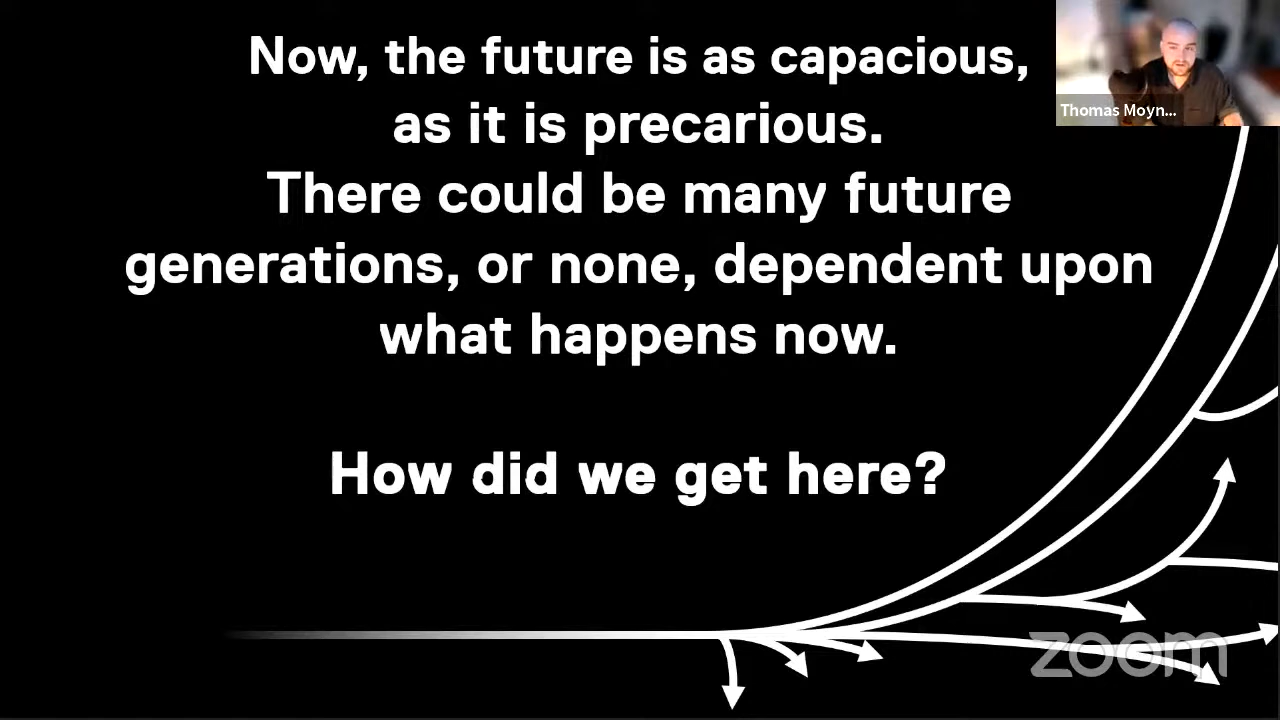 Now, the future is as capacious,
as it is precarious.
There could be many future
generations, or none, dependent upon
what happens now.
How did we get here?
Thomas Moyn...
zoom